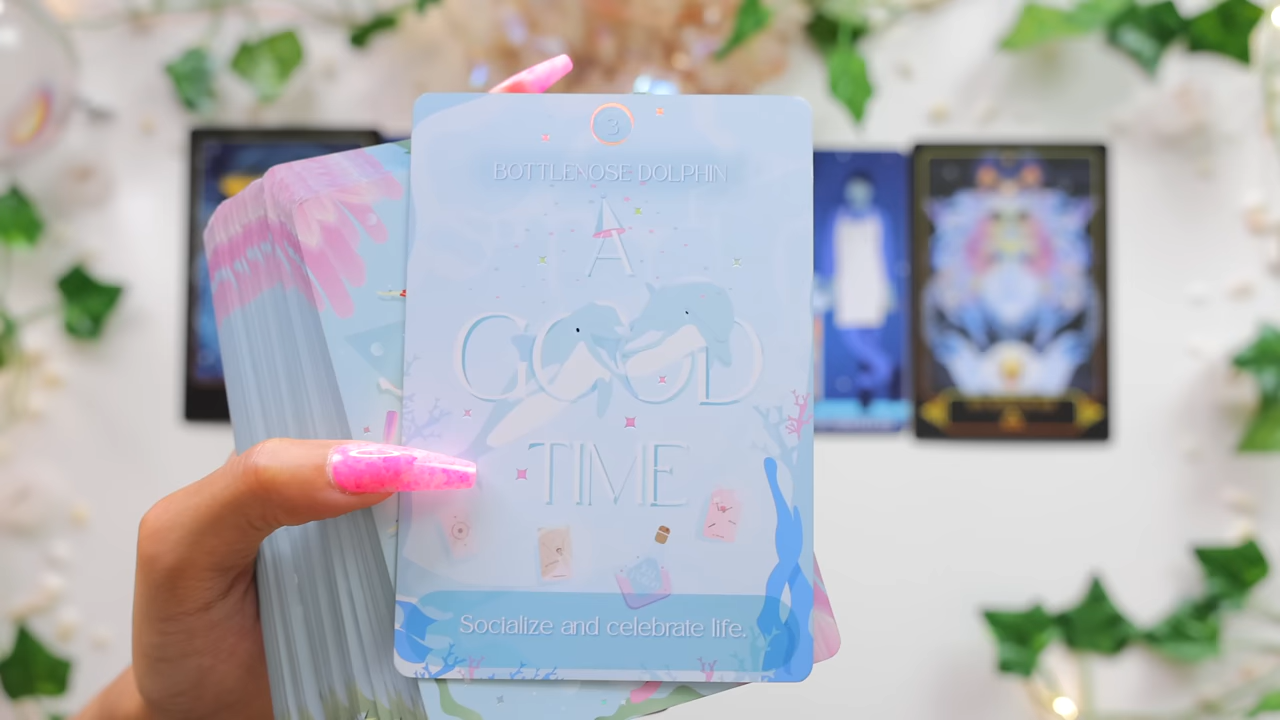 3
BOTTLENOSE DOLPHIN
A
GOOD
TIME
Socialize and celebrate life.